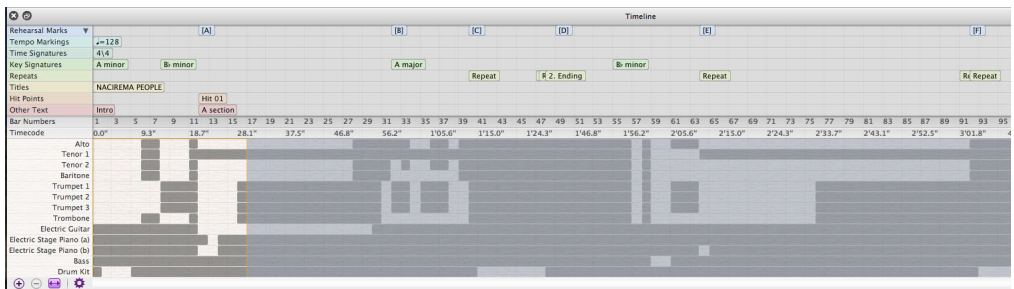 Timeline
Rehearsal Marks [A] [B] [C] [D] [E] [F]
Tempo Markings ♩=128
Time Signatures 4\4
Key Signatures A minor B♭ minor A major B♭ minor
Repeats Repeat R 2. Ending Repeat Re Repeat
Titles NACIREMA PEOPLE
Hit Points Hit 01
Other Text Intro A section
Bar Numbers 1 3 5 7 9 11 13 15 17 19 21 23 25 27 29 31 33 35 37 39 41 43 45 47 49 51 53 55 57 59 61 63 65 67 69 71 73 75 77 79 81 83 85 87 89 91 93 95
Timecode 0.0" 9.3" 18.7" 28.1" 37.5" 46.8" 56.2" 1'05.6" 1'15.0" 1'24.3" 1'46.8" 1'56.2" 2'05.6" 2'15.0" 2'24.3" 2'33.7" 2'43.1" 2'52.5" 3'01.8" 4
Alto
Tenor 1
Tenor 2
Baritone
Trumpet 1
Trumpet 2
Trumpet 3
Trombone
Electric Guitar
Electric Stage Piano (a)
Electric Stage Piano (b)
Bass
Drum Kit